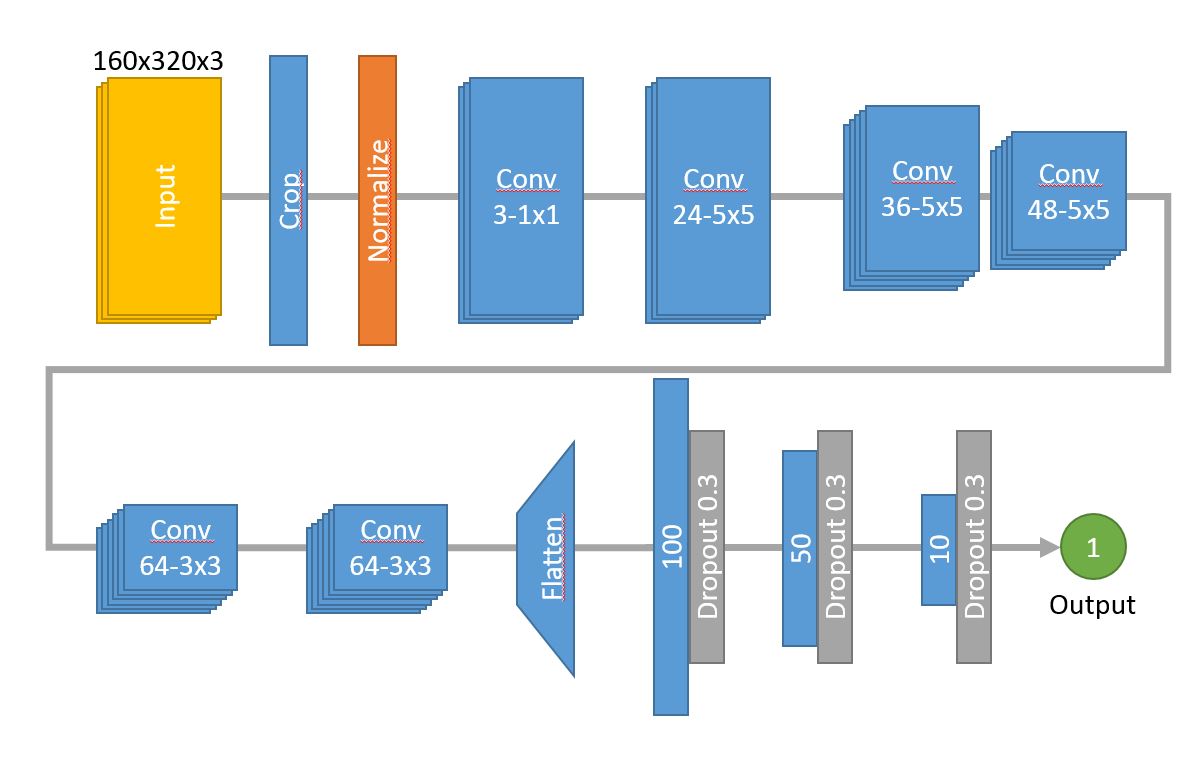 160x320x3
Input
Crop
Normalize
Conv
3-1x1
Conv
24-5x5
Conv
36-5x5
Conv
48-5x5
Conv
64-3x3
Conv
64-3x3
Flatten
100
Dropout 0.3
50
Dropout 0.3
10
Dropout 0.3
1
Output